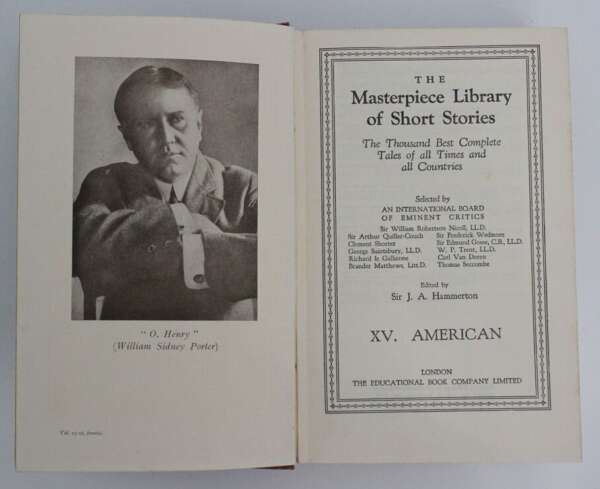 " O. Henry "
(William Sidney Porter)
THE
Masterpiece Library
of Short Stories
The Thousand Best Complete
Tales of all Times and
all Countries
Selected by
AN INTERNATIONAL BOARD
OF EMINENT CRITICS
Sir William Robertson Nicoll, LL.D.
Sir Arthur Quiller-Couch Sir Frederick Wedmore
Clement Shorter Sir Edmund Gosse, C.B., LL.D.
George Saintsbury, LL.D. W. P. Trent, LL.D.
Richard le Gallienne Carl Van Doren
Brander Matthews, Litt.D. Thomas Seccombe
Edited by
Sir J. A. Hammerton
XV. AMERICAN
LONDON
THE EDUCATIONAL BOOK COMPANY LIMITED